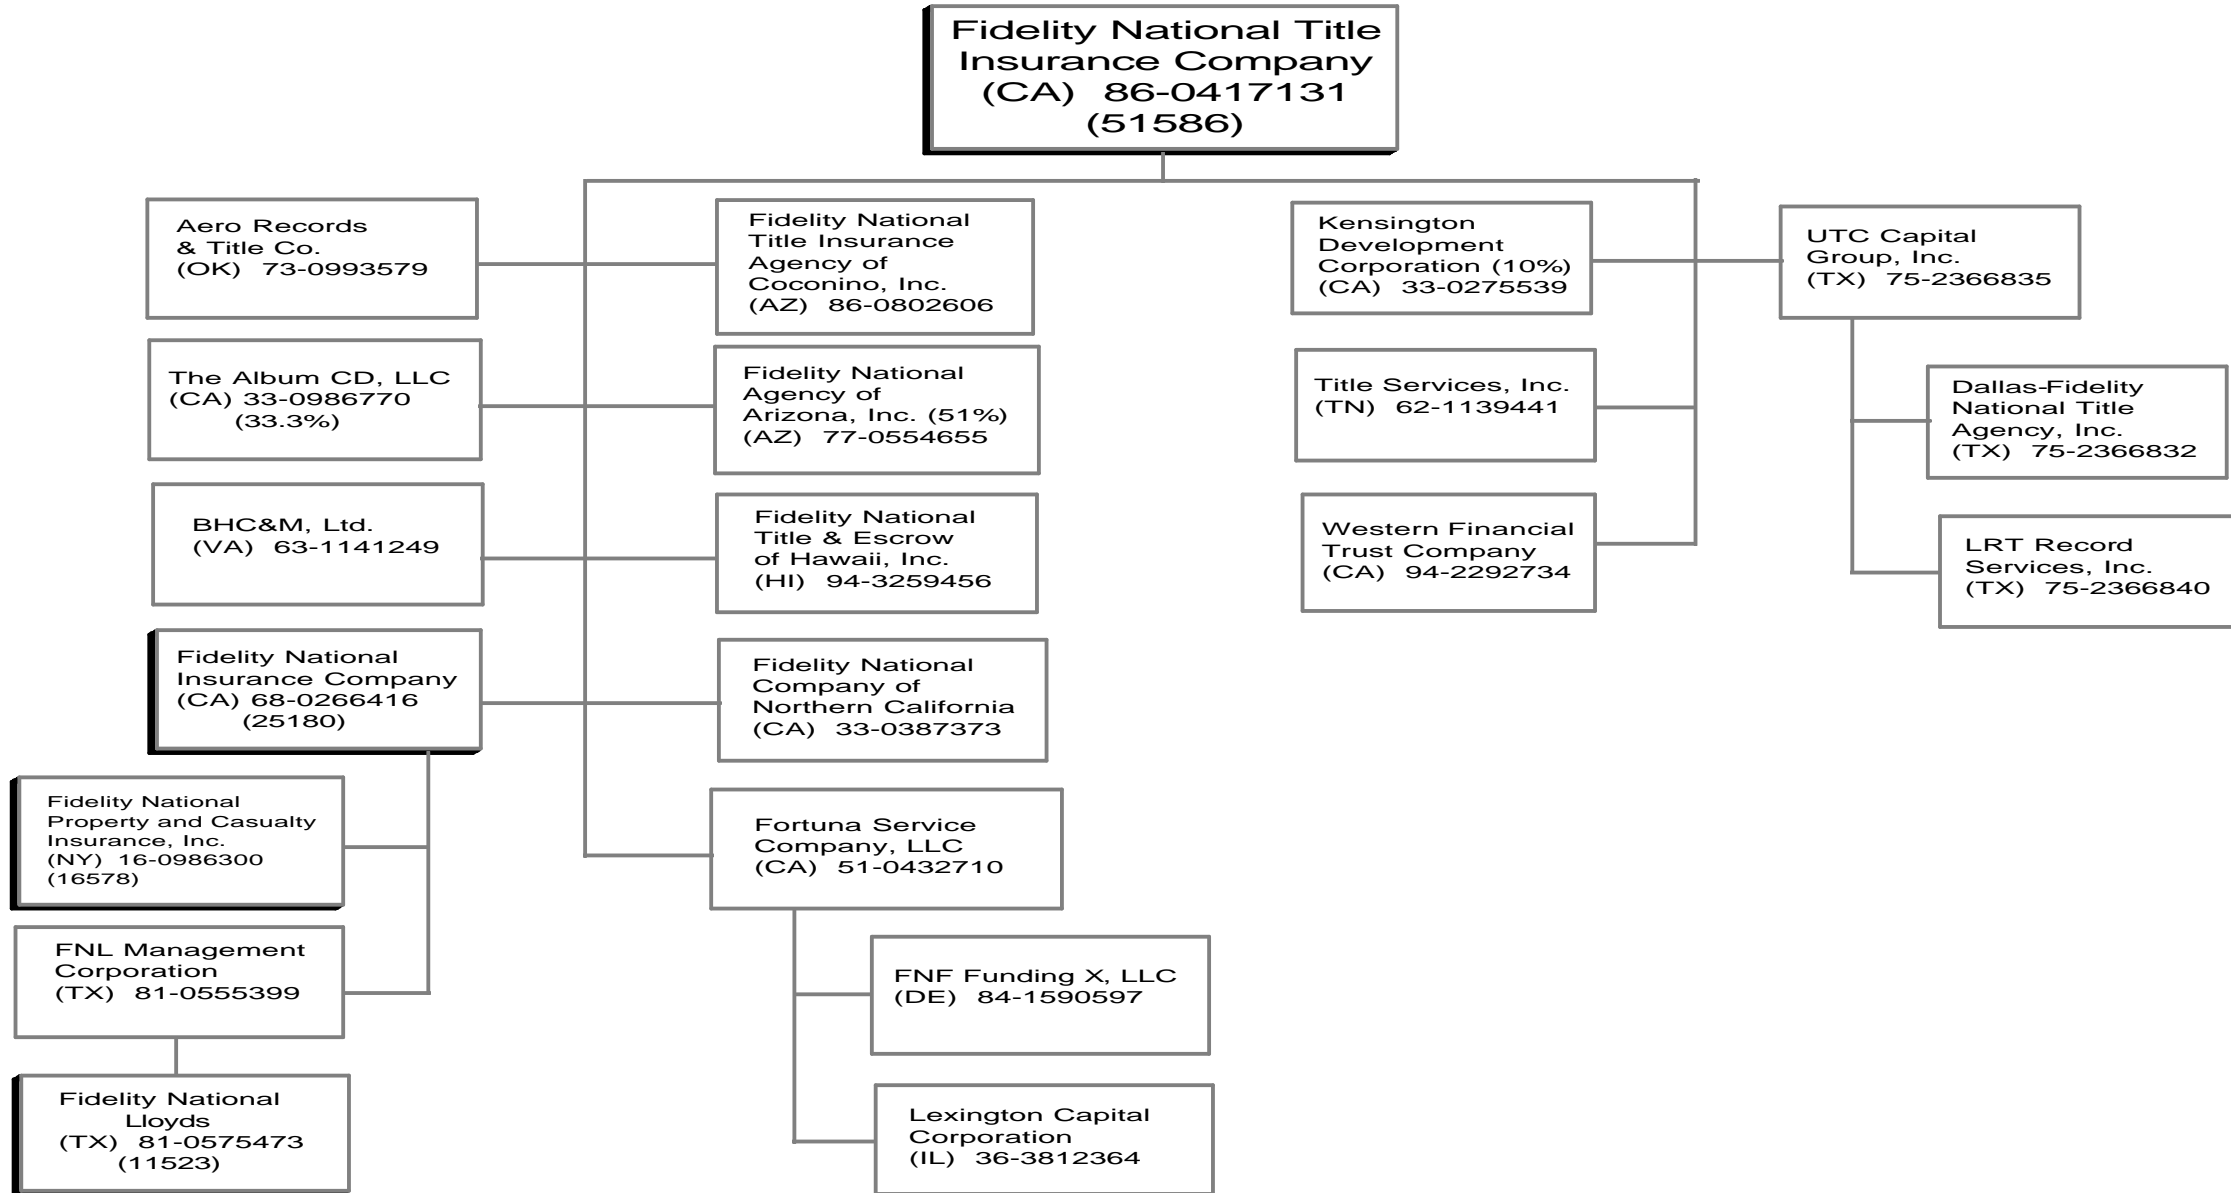 Fidelity National Title
Insurance Company
(CA) 86-0417131
(51586)
Aero Records
& Title Co.
(OK) 73-0993579
Fidelity National
Title Insurance
Agency of
Coconino, Inc.
(AZ) 86-0802606
Kensington
Development
Corporation (10%)
(CA) 33-0275539
UTC Capital
Group, Inc.
(TX) 75-2366835
The Album CD, LLC
(CA) 33-0986770
(33.3%)
Fidelity National
Agency of
Arizona, Inc. (51%)
(AZ) 77-0554655
Title Services, Inc.
(TN) 62-1139441
Dallas-Fidelity
National Title
Agency, Inc.
(TX) 75-2366832
BHC&M, Ltd.
(VA) 63-1141249
Fidelity National
Title & Escrow
of Hawaii, Inc.
(HI) 94-3259456
Western Financial
Trust Company
(CA) 94-2292734
LRT Record
Services, Inc.
(TX) 75-2366840
Fidelity National
Insurance Company
(CA) 68-0266416
(25180)
Fidelity National
Company of
Northern California
(CA) 33-0387373
Fidelity National
Property and Casualty
Insurance, Inc.
(NY) 16-0986300
(16578)
Fortuna Service
Company, LLC
(CA) 51-0432710
FNL Management
Corporation
(TX) 81-0555399
FNF Funding X, LLC
(DE) 84-1590597
Fidelity National
Lloyds
(TX) 81-0575473
(11523)
Lexington Capital
Corporation
(IL) 36-3812364